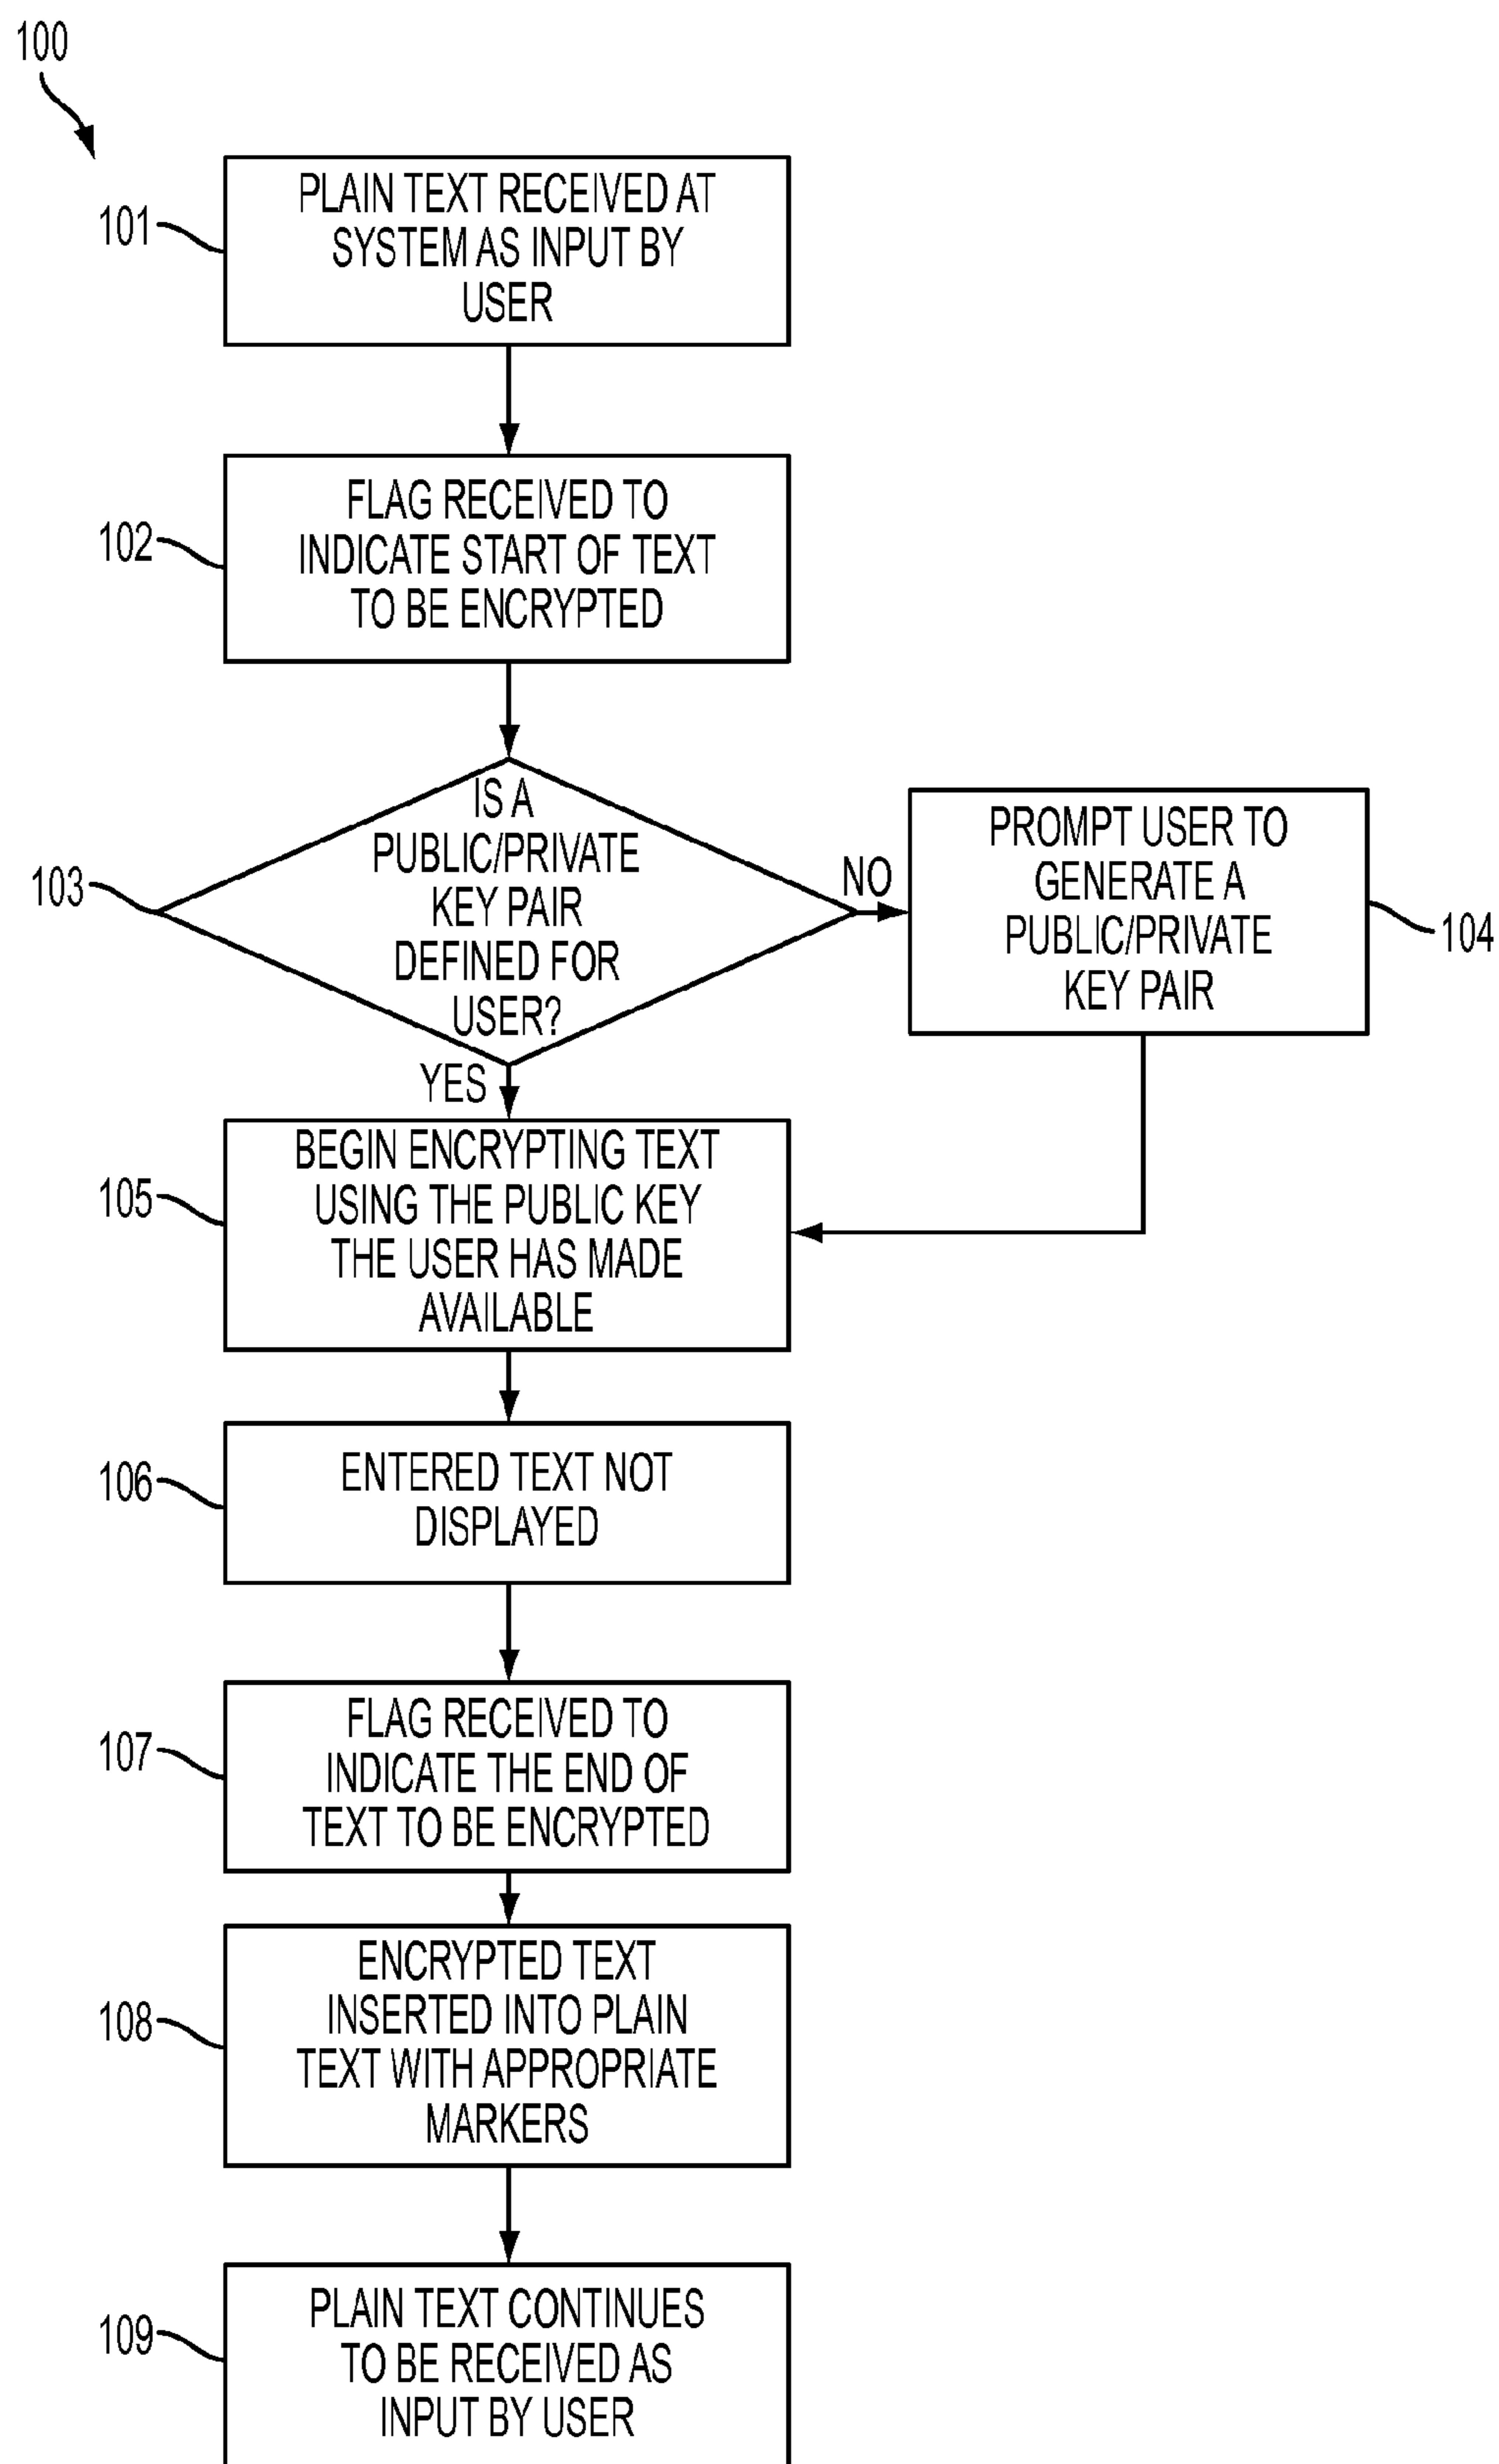 100
101
PLAIN TEXT RECEIVED AT
SYSTEM AS INPUT BY
USER
102
FLAG RECEIVED TO
INDICATE START OF TEXT
TO BE ENCRYPTED
103
IS A
PUBLIC/PRIVATE
KEY PAIR
DEFINED FOR
USER?
NO
PROMPT USER TO
GENERATE A
PUBLIC/PRIVATE
KEY PAIR
104
YES
105
BEGIN ENCRYPTING TEXT
USING THE PUBLIC KEY
THE USER HAS MADE
AVAILABLE
106
ENTERED TEXT NOT
DISPLAYED
107
FLAG RECEIVED TO
INDICATE THE END OF
TEXT TO BE ENCRYPTED
108
ENCRYPTED TEXT
INSERTED INTO PLAIN
TEXT WITH APPROPRIATE
MARKERS
109
PLAIN TEXT CONTINUES
TO BE RECEIVED AS
INPUT BY USER